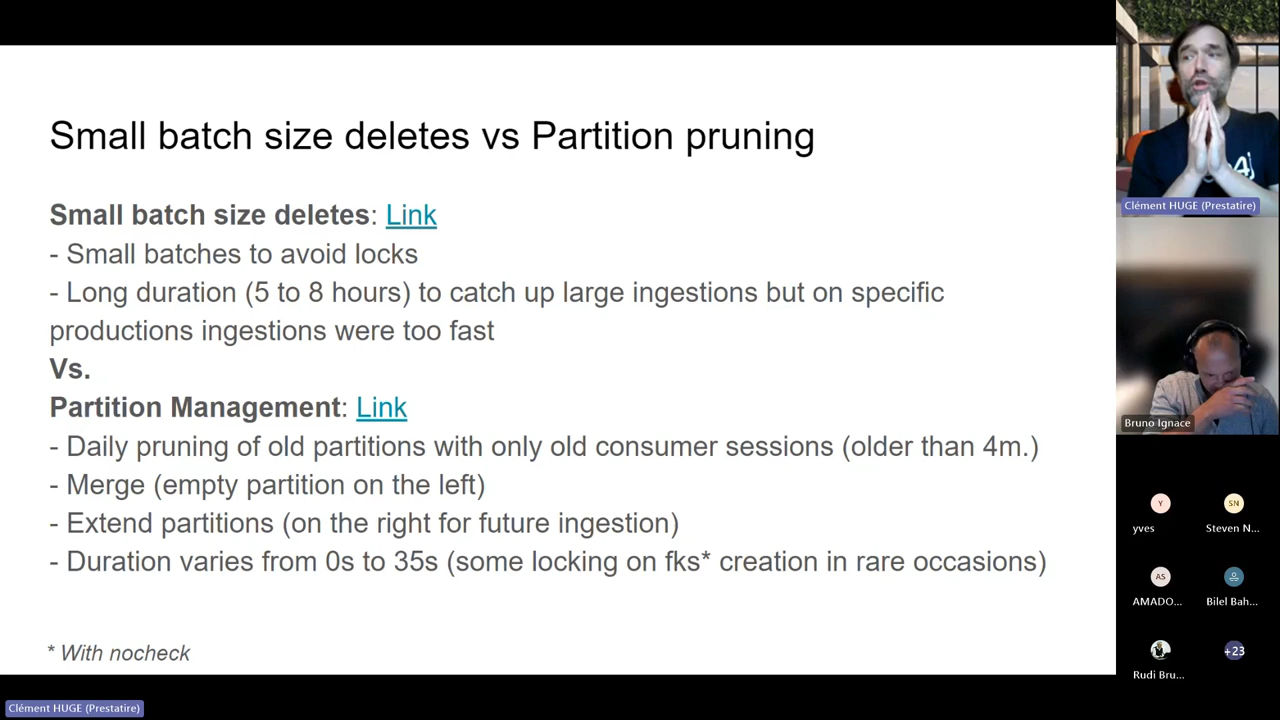 Small batch size deletes vs Partition pruning
Small batch size deletes: Link
- Small batches to avoid locks
- Long duration (5 to 8 hours) to catch up large ingestions but on specific
productions ingestions were too fast
Vs.
Partition Management: Link
- Daily pruning of old partitions with only old consumer sessions (older than 4m.)
- Merge (empty partition on the left)
- Extend partitions (on the right for future ingestion)
- Duration varies from 0s to 35s (some locking on fks* creation in rare occasions)
* With nocheck
Clément HUGE (Prestatire)
Clément HUGE (Prestatire)
Bruno Ignace
Y
SN
yves
Steven N...
AS
AMADO...
Bilel Bah...
+23
Rudi Bru...